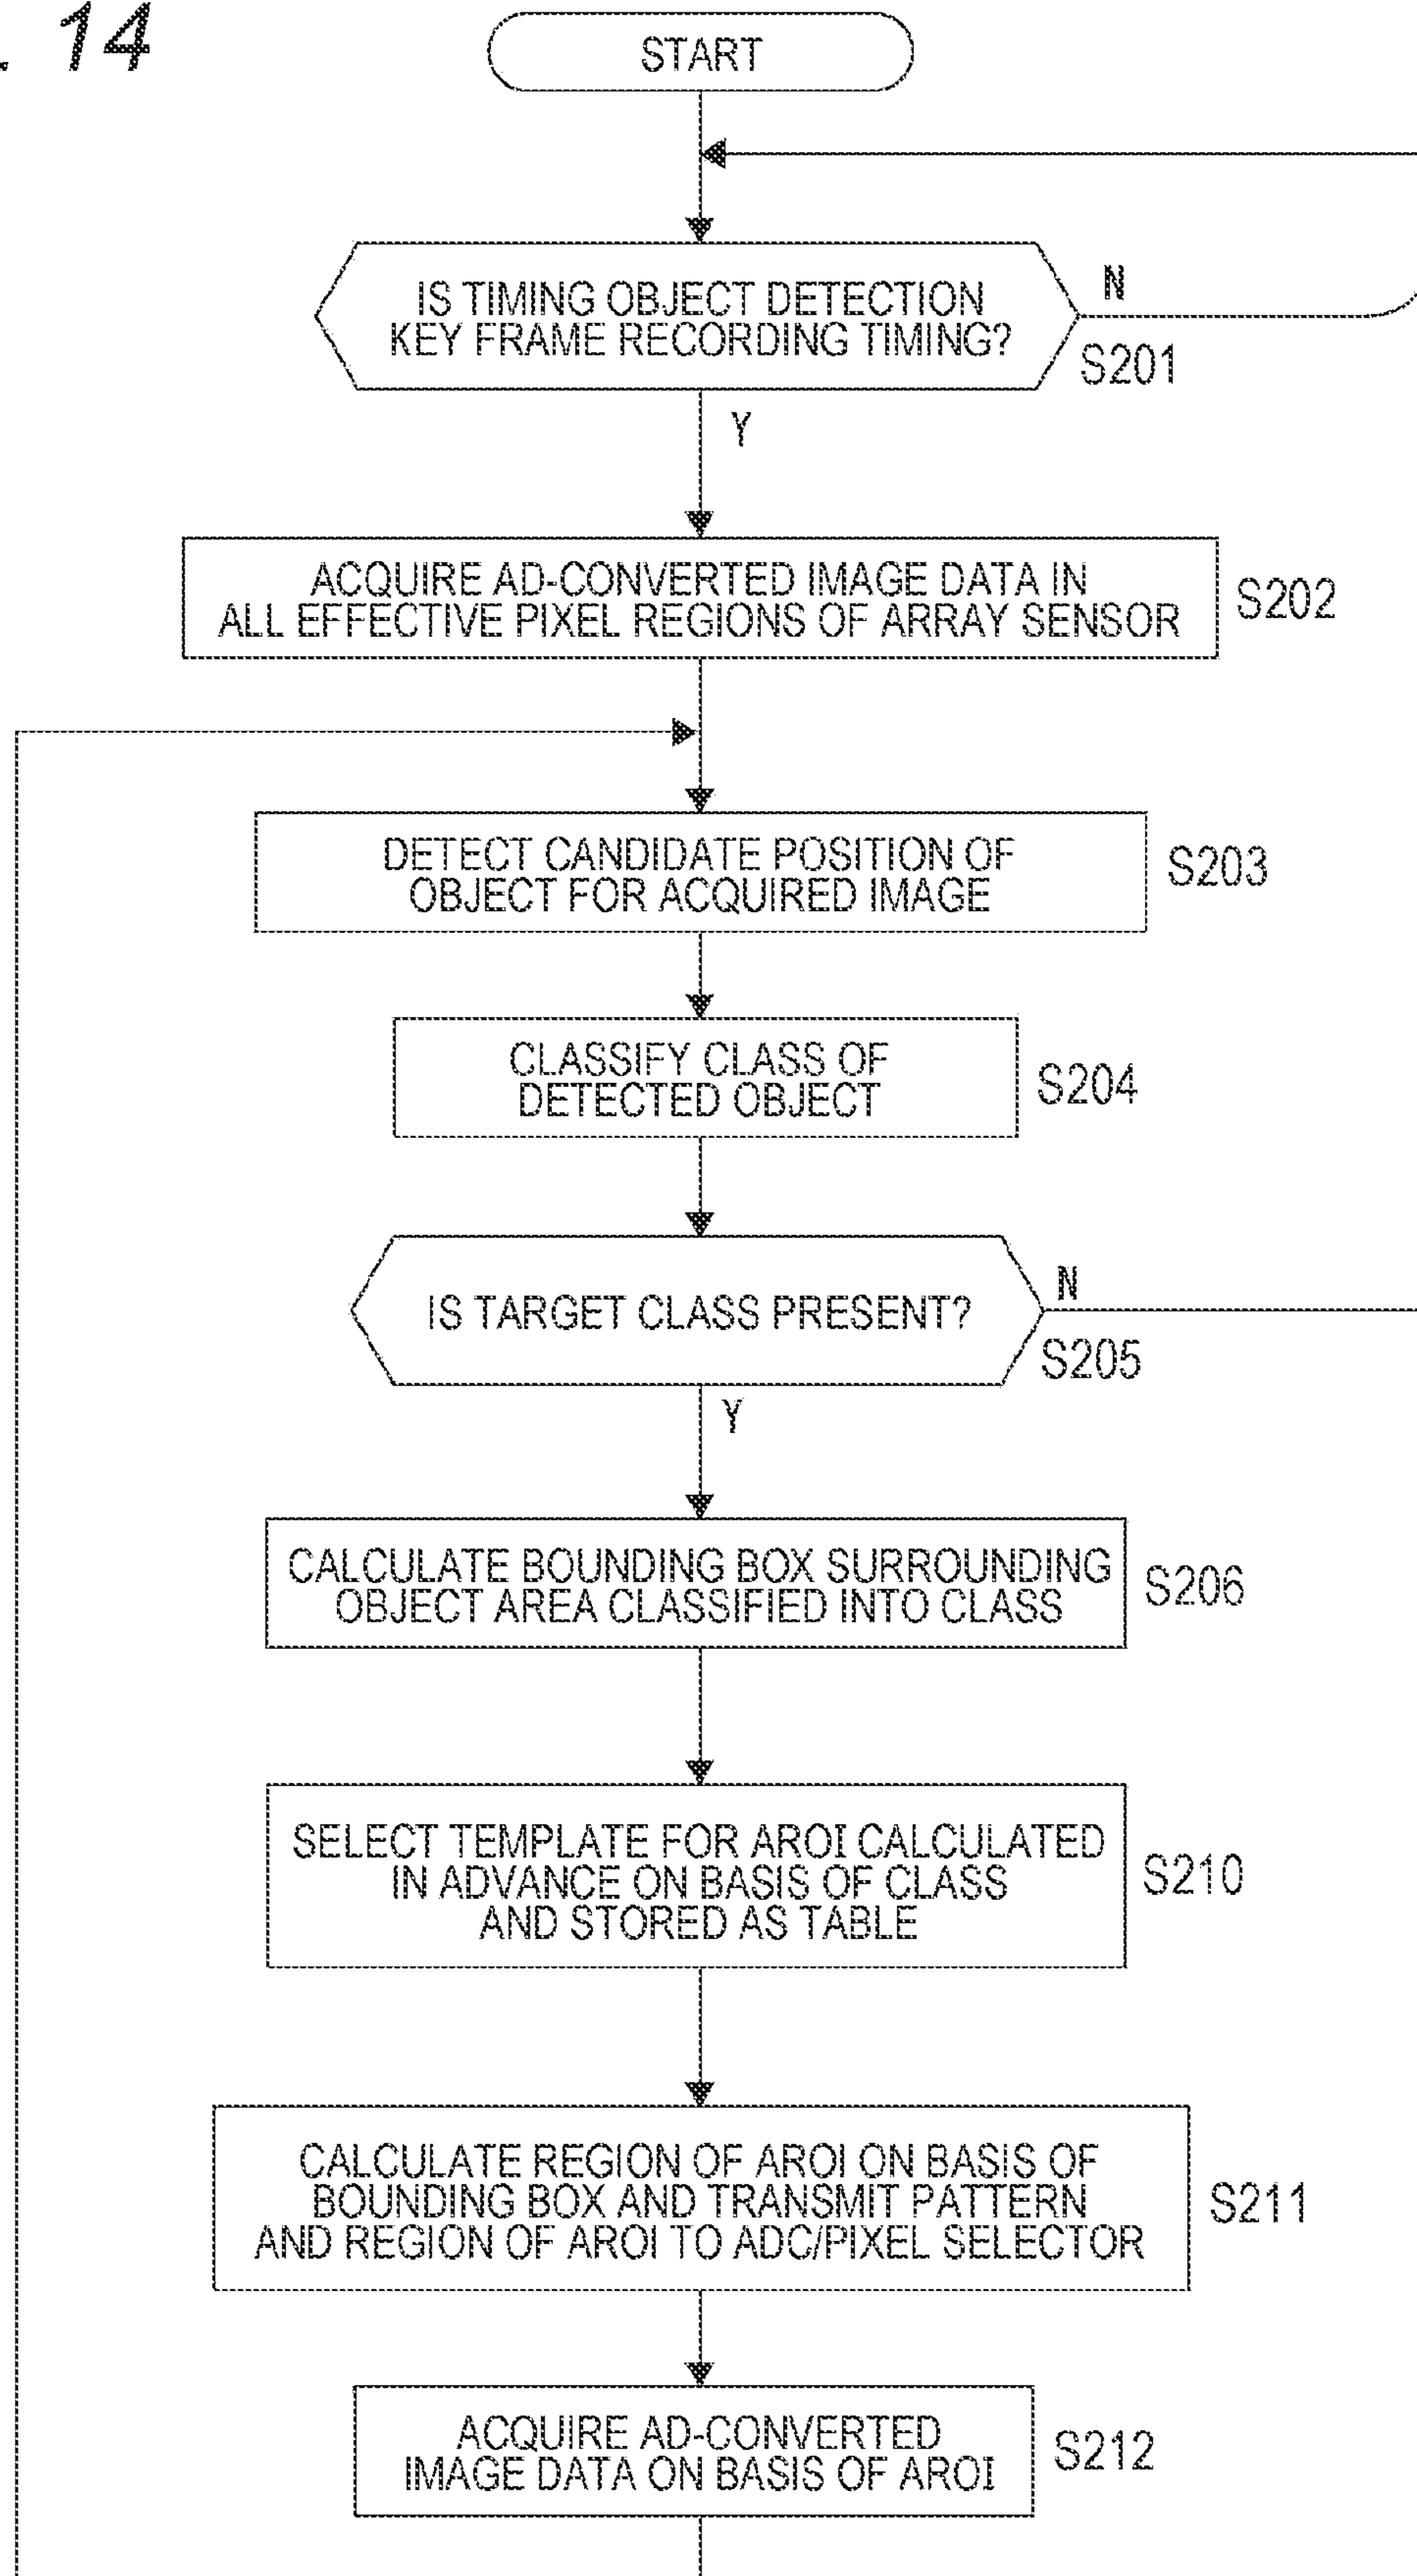 . 14
START
IS TIMING OBJECT DETECTION
KEY FRAME RECORDING TIMING?
N
S201
Y
ACQUIRE AD-CONVERTED IMAGE DATA IN
ALL EFFECTIVE PIXEL REGIONS OF ARRAY SENSOR
S202
DETECT CANDIDATE POSITION OF
OBJECT FOR ACQUIRED IMAGE
S203
CLASSIFY CLASS OF
DETECTED OBJECT
S204
IS TARGET CLASS PRESENT?
N
S205
Y
CALCULATE BOUNDING BOX SURROUNDING
OBJECT AREA CLASSIFIED INTO CLASS
S206
SELECT TEMPLATE FOR AROI CALCULATED
IN ADVANCE ON BASIS OF CLASS
AND STORED AS TABLE
S210
CALCULATE REGION OF AROI ON BASIS OF
BOUNDING BOX AND TRANSMIT PATTERN
AND REGION OF AROI TO ADC/PIXEL SELECTOR
S211
ACQUIRE AD-CONVERTED
IMAGE DATA ON BASIS OF AROI
S212